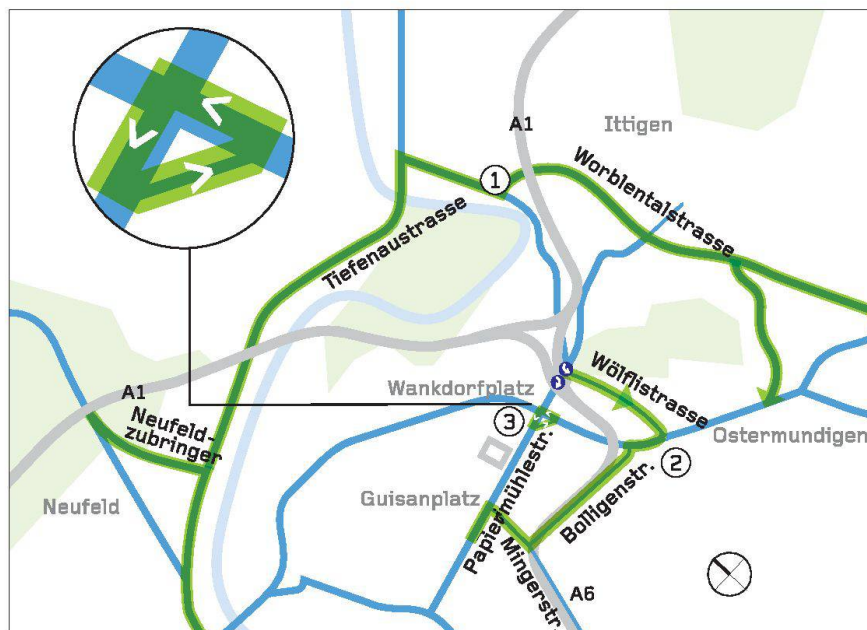 A1
Ittigen
1
Worblentalstrasse
Tiefenaustrasse
A1
Wankdorfplatz
Wölflistrasse
Neufeld-
zubringer
3
Ostermundigen
2
Neufeld
Guisanplatz
Papiermühlestr.
Bolligenstr.
Mingerstr.
A6